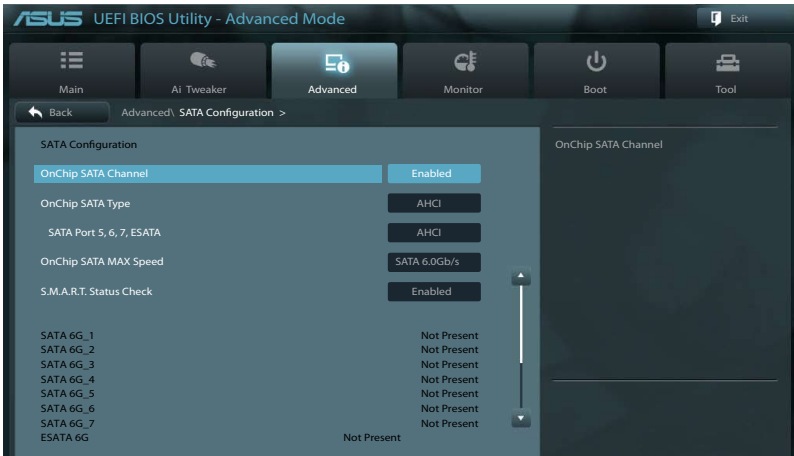 ASUS UEFI BIOS Utility - Advanced Mode Exit
Main Ai Tweaker Advanced Monitor Boot Tool
Back Advanced\ SATA Configuration >
SATA Configuration
OnChip SATA Channel
OnChip SATA Channel Enabled
OnChip SATA Type AHCI
SATA Port 5, 6, 7, ESATA AHCI
OnChip SATA MAX Speed SATA 6.0Gb/s
S.M.A.R.T. Status Check Enabled
SATA 6G_1 Not Present
SATA 6G_2 Not Present
SATA 6G_3 Not Present
SATA 6G_4 Not Present
SATA 6G_5 Not Present
SATA 6G_6 Not Present
SATA 6G_7 Not Present
ESATA 6G Not Present